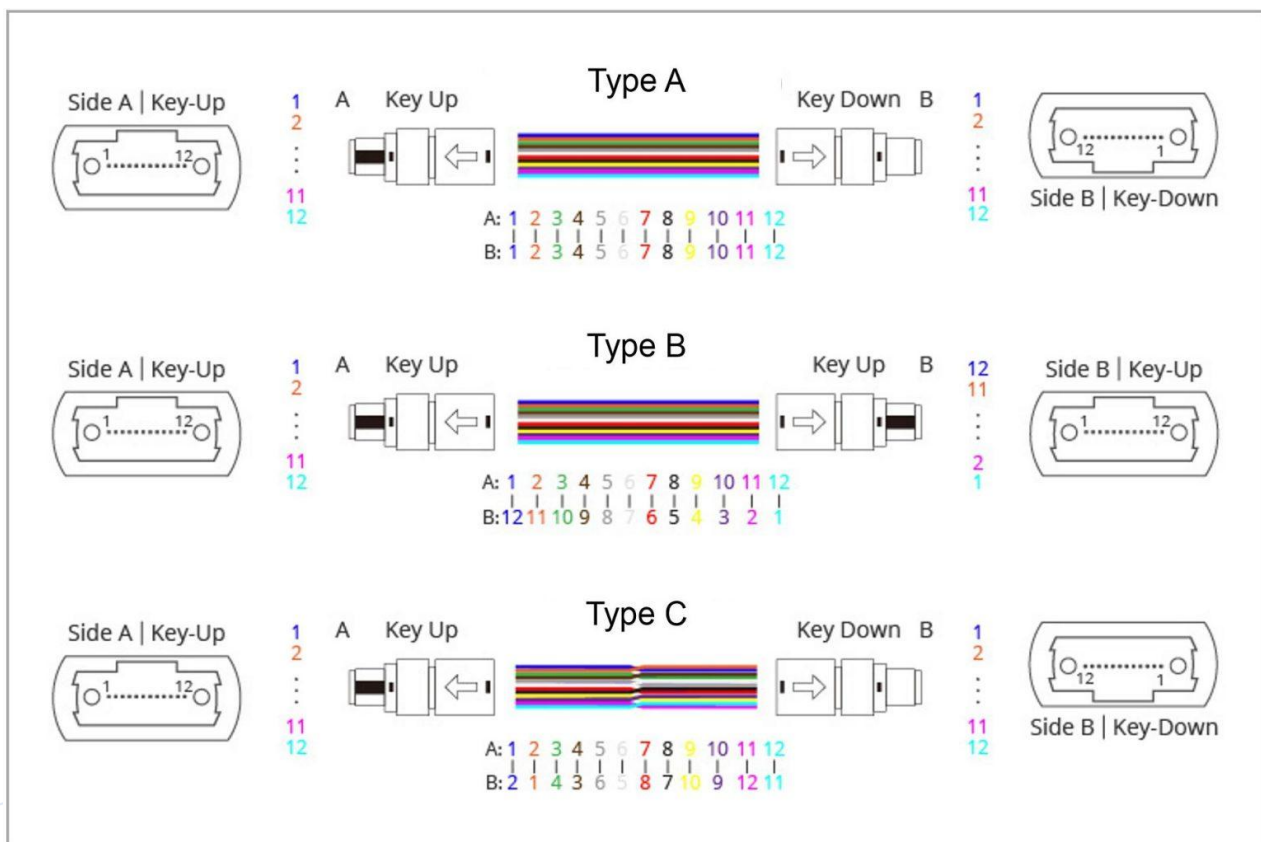 Type A
Side A | Key-Up
1 12
1
2
11
12
A Key Up
Key Down B
1
2
11
12
12 1
Side B | Key-Down
A: 1 2 3 4 5 6 7 8 9 10 11 12
B: 1 2 3 4 5 6 7 8 9 10 11 12
Type B
Side A | Key-Up
1 12
1
2
11
12
A Key Up
Key Up B
12
11
2
1
Side B | Key-Up
1 12
A: 1 2 3 4 5 6 7 8 9 10 11 12
B: 12 11 10 9 8 7 6 5 4 3 2 1
Type C
Side A | Key-Up
1 12
1
2
11
12
A Key Up
Key Down B
1
2
11
12
12 1
Side B | Key-Down
A: 1 2 3 4 5 6 7 8 9 10 11 12
B: 2 1 4 3 6 5 8 7 10 9 12 11